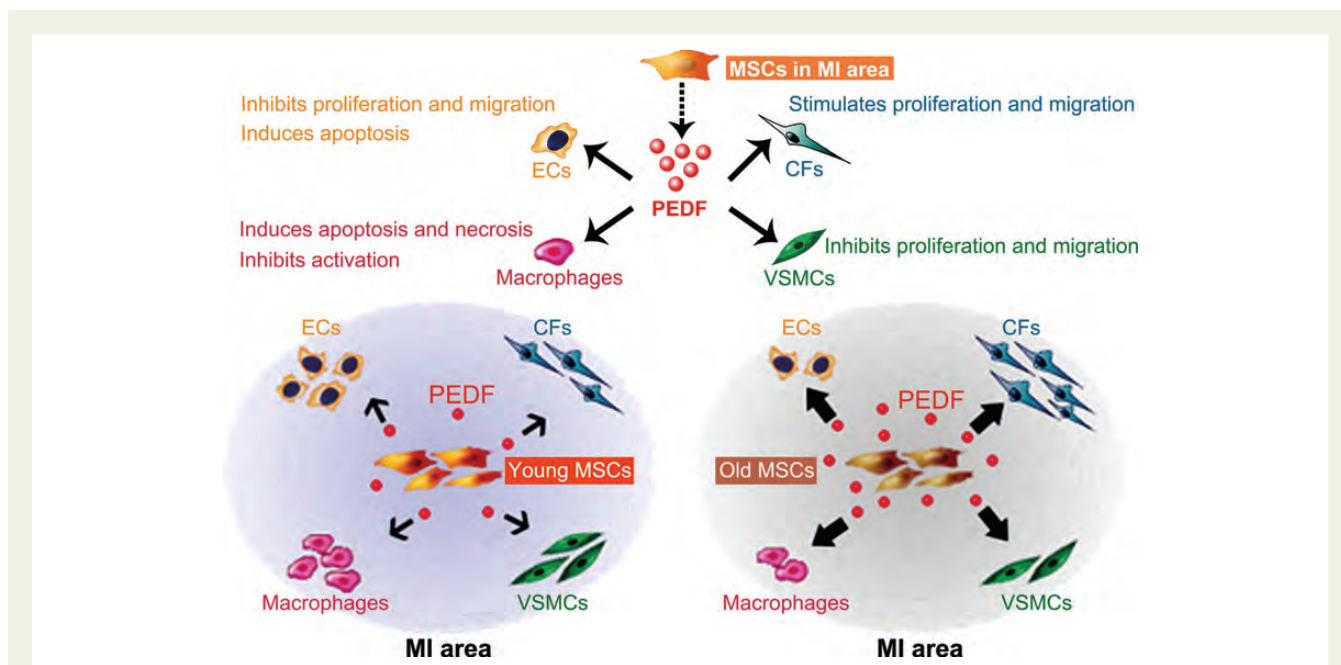 MSCs in MI area
Inhibits proliferation and migration
Induces apoptosis
ECs
Stimulates proliferation and migration
CFs
PEDF
Induces apoptosis and necrosis
Inhibits activation
Macrophages
Inhibits proliferation and migration
VSMCs
ECs
CFs
PEDF
Young MSCs
Macrophages
VSMCs
MI area
ECs
CFs
PEDF
Old MSCs
Macrophages
VSMCs
MI area